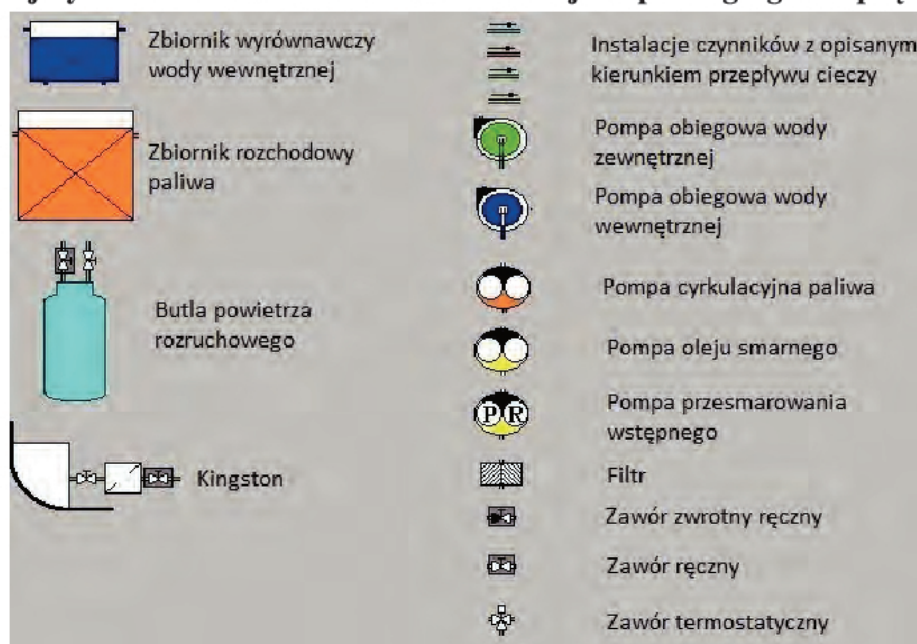 Zbiornik wyrównawczy
wody wewnętrznej
Zbiornik rozchodowy
paliwa
Butla powietrza
rozruchowego
Kingston
Instalacje czynników z opisanym
kierunkiem przepływu cieczy
Pompa obiegowa wody
zewnętrznej
Pompa obiegowa wody
wewnętrznej
Pompa cyrkulacyjna paliwa
Pompa oleju smarnego
PR
Pompa przesmarowania
wstępnego
Filtr
Zawór zwrotny ręczny
Zawór ręczny
Zawór termostatyczny